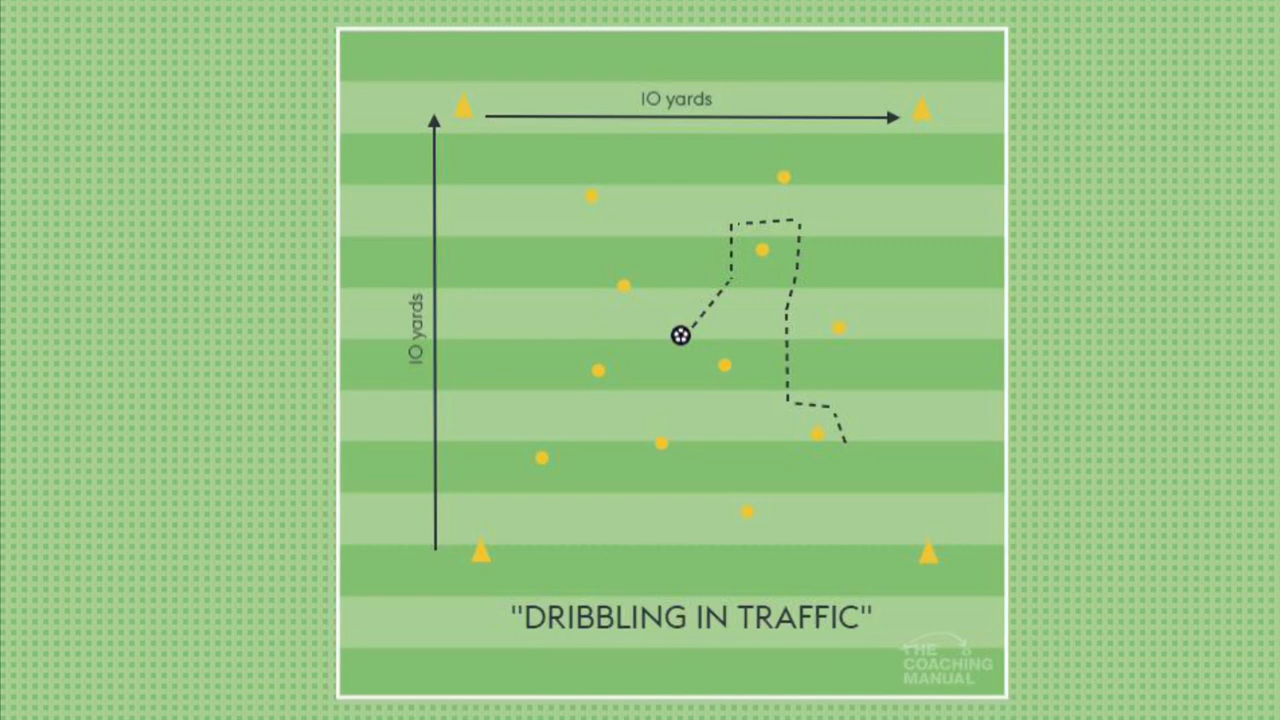 10 yards
10 yards
"DRIBBLING IN TRAFFIC"
THE
COACHING
MANUAL